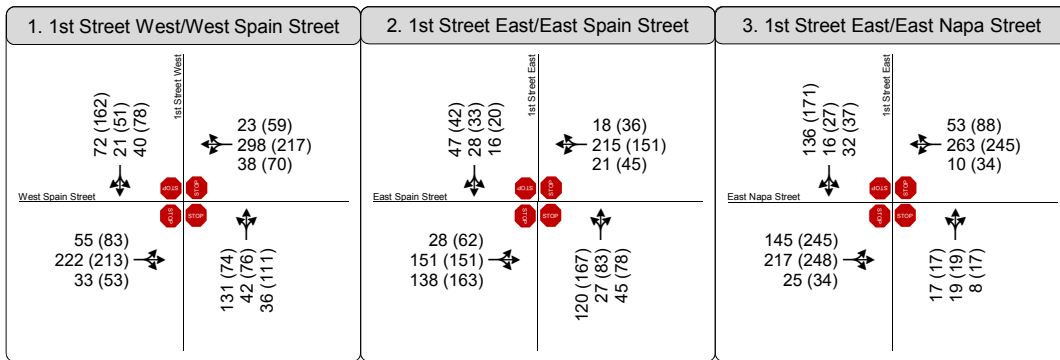 1. 1st Street West/West Spain Street
1st Street West
72 (162)
21 (51)
40 (78)
23 (59)
298 (217)
38 (70)
West Spain Street
STOP
STOP
STOP
STOP
55 (83)
222 (213)
33 (53)
131 (74)
42 (76)
36 (111)
2. 1st Street East/East Spain Street
1st Street East
47 (42)
28 (33)
16 (20)
18 (36)
215 (151)
21 (45)
East Spain Street
STOP
STOP
STOP
STOP
28 (62)
151 (151)
138 (163)
120 (167)
27 (83)
45 (78)
3. 1st Street East/East Napa Street
1st Street East
136 (171)
16 (27)
32 (37)
53 (88)
263 (245)
10 (34)
East Napa Street
STOP
STOP
STOP
STOP
145 (245)
217 (248)
25 (34)
17 (17)
19 (19)
8 (17)